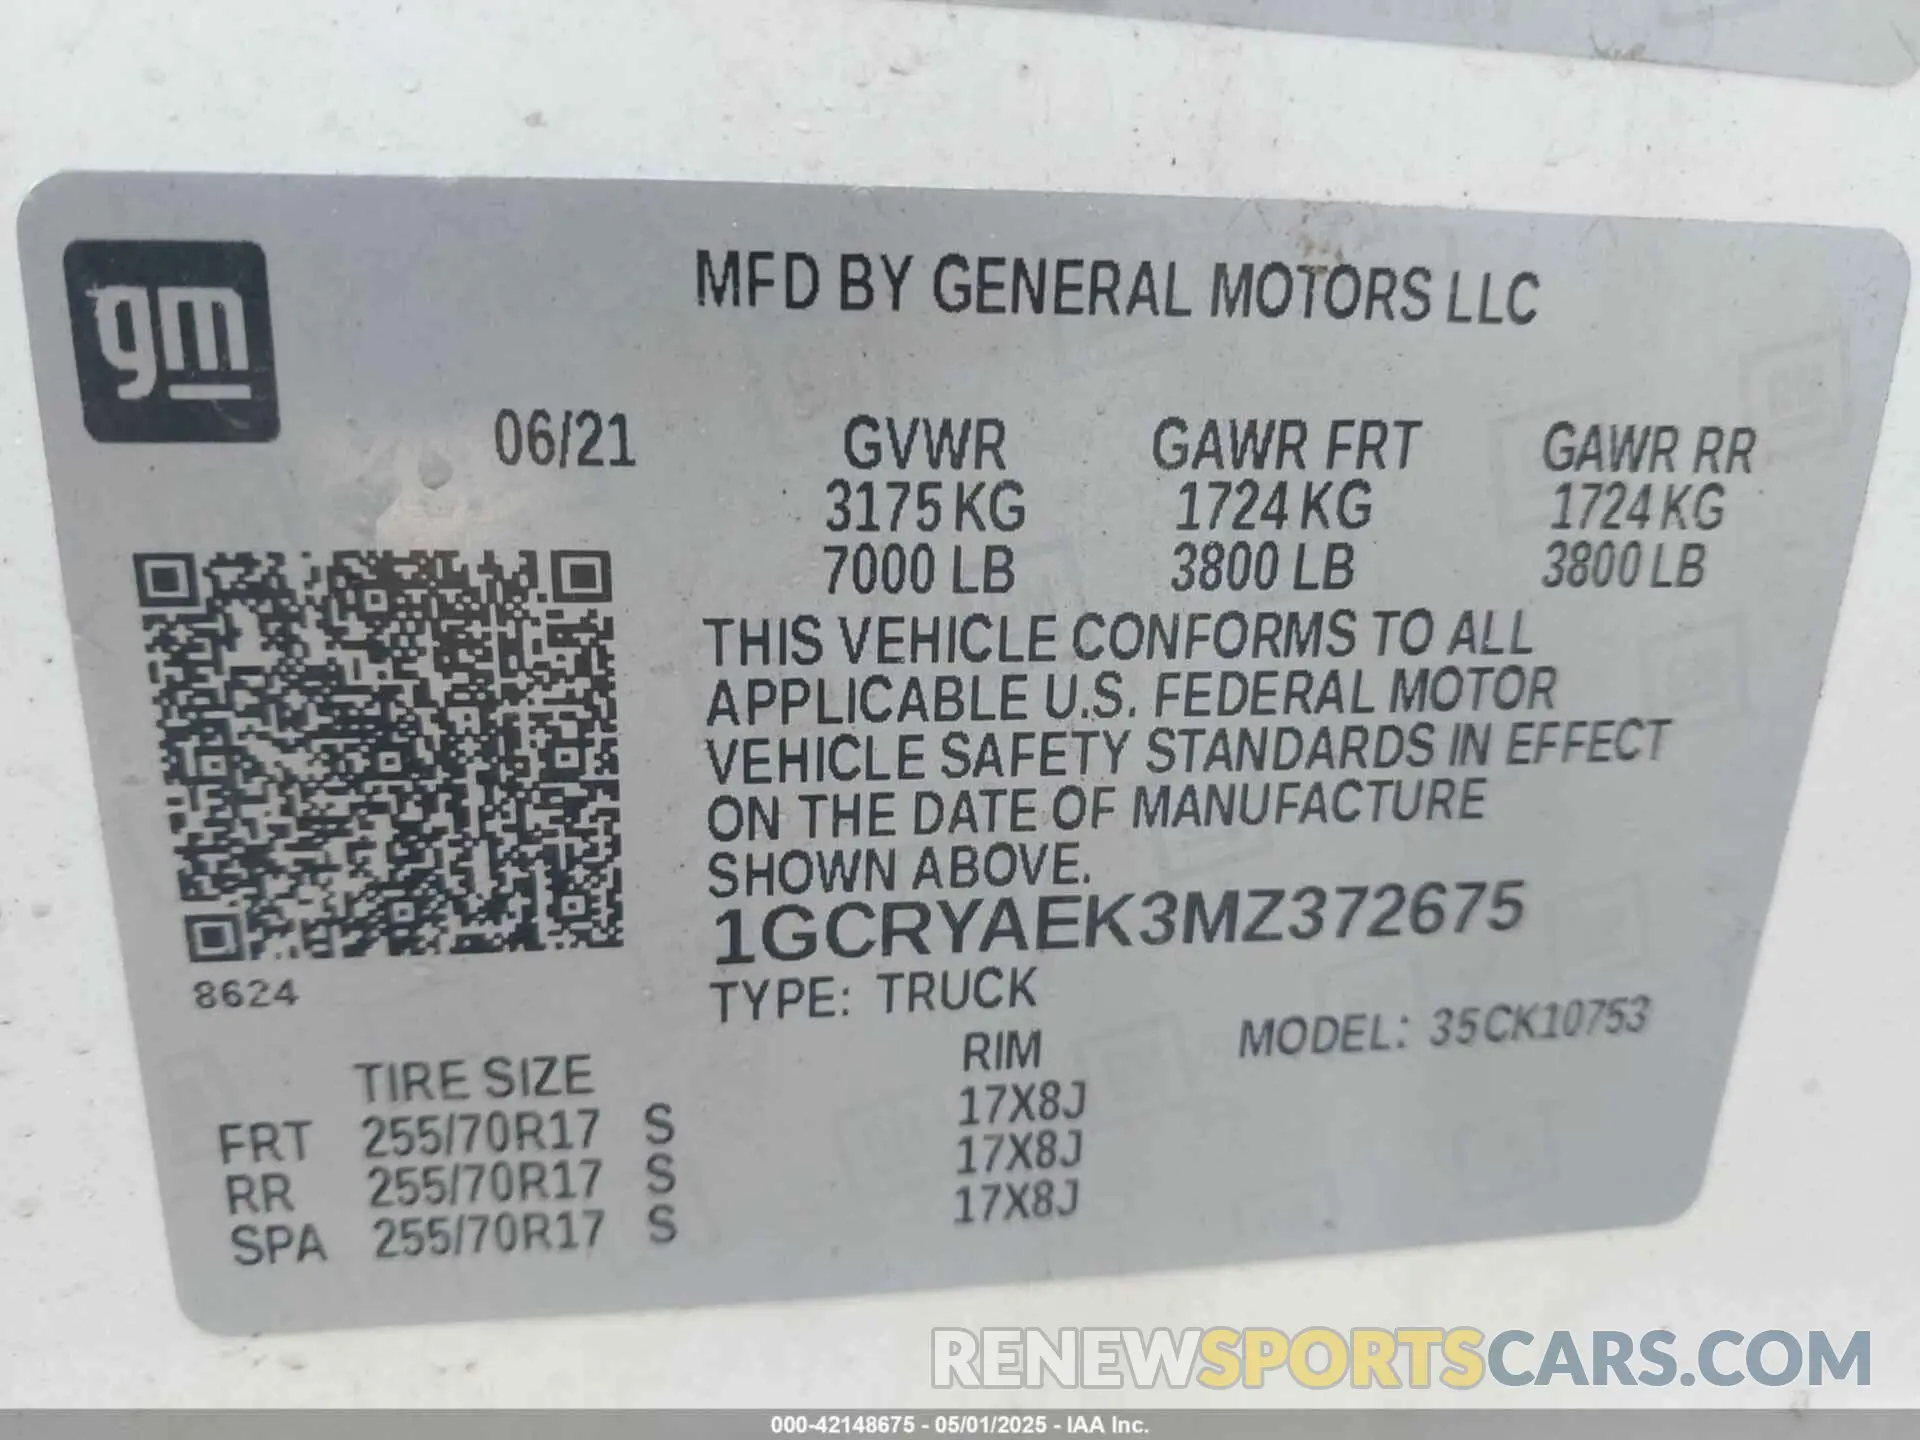 gm
MFD BY GENERAL MOTORS LLC
06/21 GVWR GAWR FRT GAWR RR
3175 KG 1724 KG 1724 KG
7000 LB 3800 LB 3800 LB
THIS VEHICLE CONFORMS TO ALL
APPLICABLE U.S. FEDERAL MOTOR
VEHICLE SAFETY STANDARDS IN EFFECT
ON THE DATE OF MANUFACTURE
SHOWN ABOVE.
1GCRYAEK3MZ372675
8624
TYPE: TRUCK MODEL: 35CK10753
TIRE SIZE RIM
FRT 255/70R17 S 17X8J
RR 255/70R17 S 17X8J
SPA 255/70R17 S 17X8J
RENEWSPORTSCARS.COM
000-42148675 - 05/01/2025 - IAA Inc.